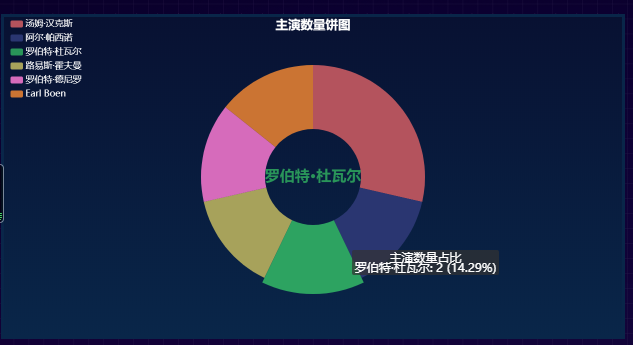 主演数量饼图
汤姆·汉克斯
阿尔·帕西诺
罗伯特·杜瓦尔
路易斯·霍夫曼
罗伯特·德尼罗
Earl Boen
罗伯特·杜瓦尔
主演数量占比
罗伯特·杜瓦尔: 2 (14.29%)